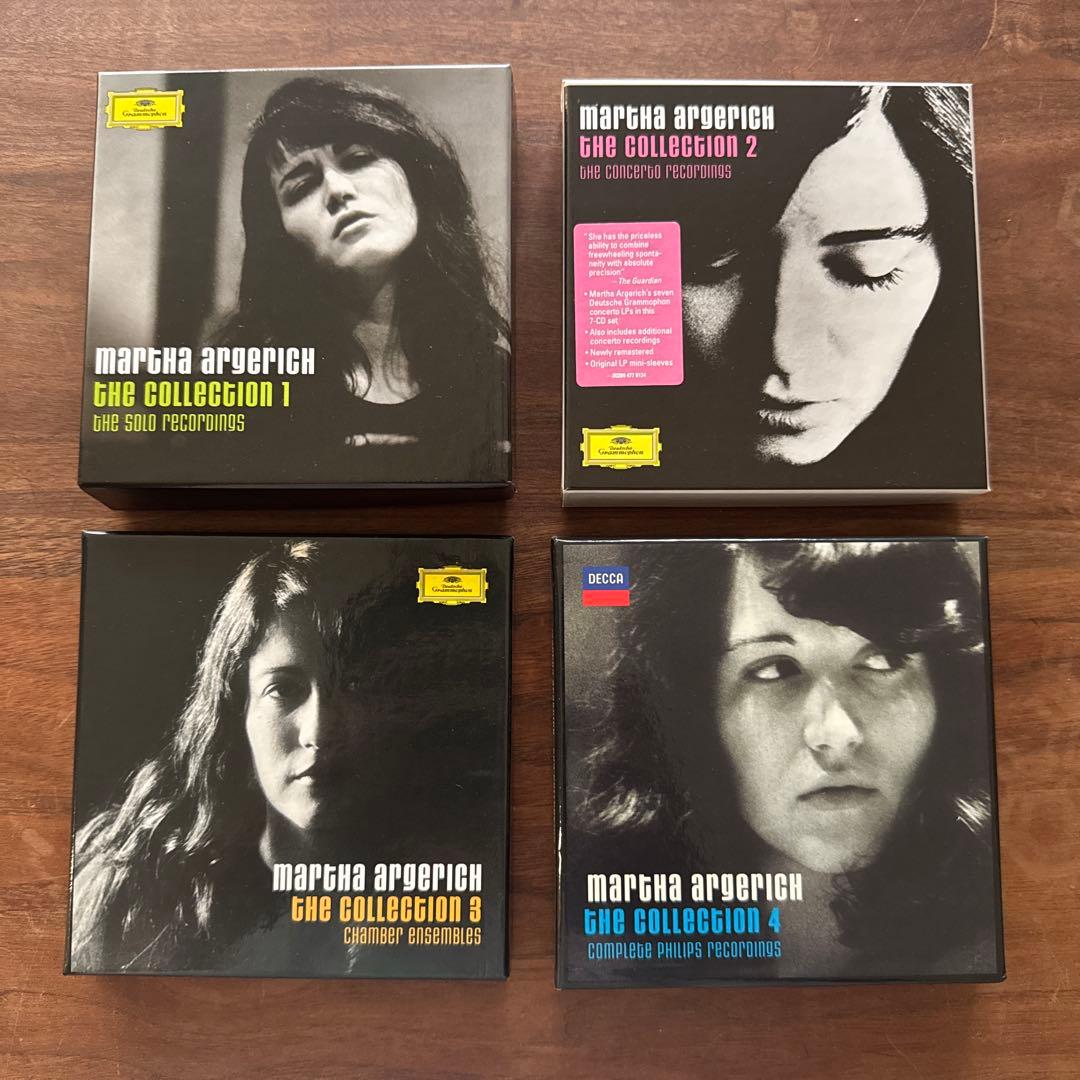 Deutsche
Grammophon
martha argerich
the collection 1
the solo recordings
martha argerich
the collection 2
the concerto recordings
“She has the priceless
ability to combine
freewheeling sponta-
neity with absolute
precision”
– The Guardian
• Martha Argerich's seven
Deutsche Grammophon
concerto LPs in this
7-CD set
• Also includes additional
concerto recordings
• Newly remastered
• Original LP mini-sleeves
Deutsche
Grammophon
Deutsche
Grammophon
martha argerich
the collection 3
chamber ensembles
DECCA
martha argerich
the collection 4
complete philips recordings